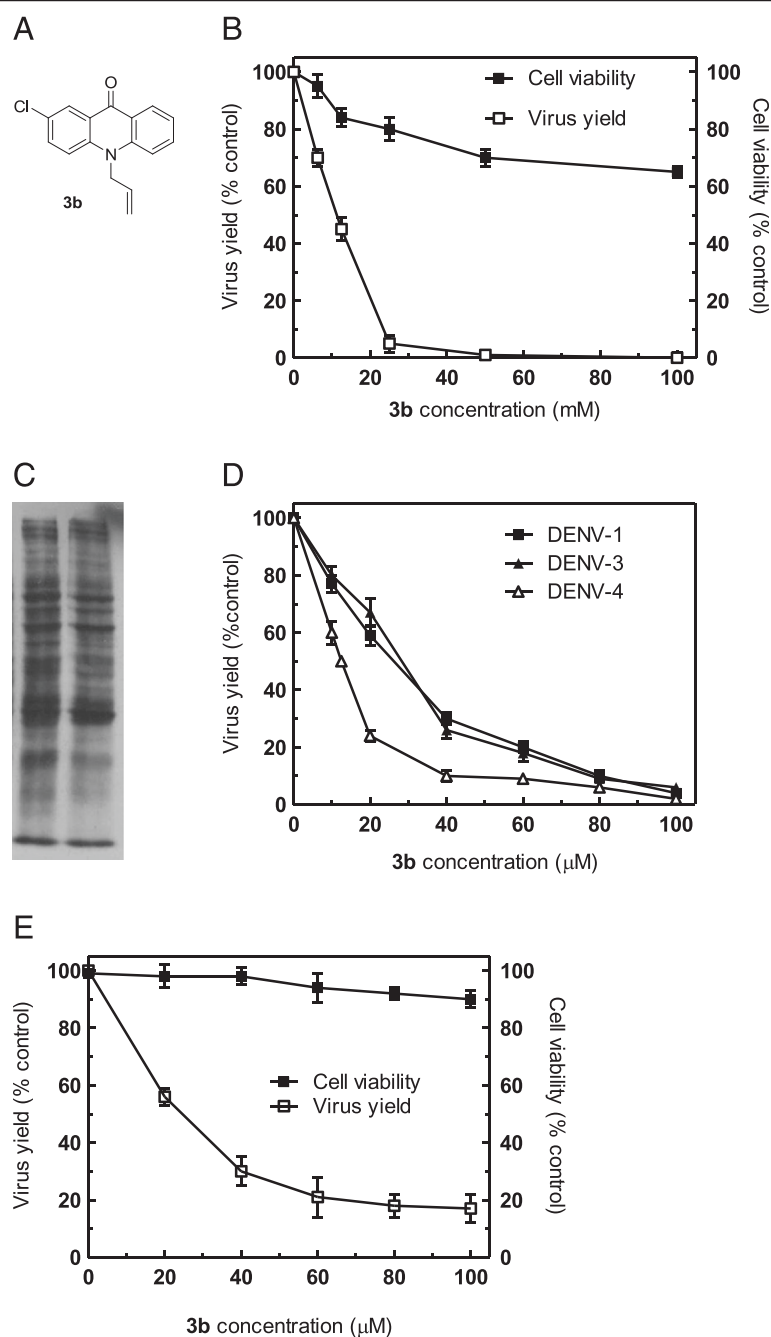 A
Cl
O
N
3b
B
Cell viability
Virus yield
Virus yield (% control)
Cell viability (% control)
100
80
60
40
20
0
100
80
60
40
20
0
0 20 40 60 80 100
3b concentration (mM)
C
D
DENV-1
DENV-3
DENV-4
Virus yield (%control)
100
80
60
40
20
0
0 20 40 60 80 100
3b concentration (μM)
E
Cell viability
Virus yield
Virus yield (% control)
Cell viability (% control)
100
80
60
40
20
0
100
80
60
40
20
0
0 20 40 60 80 100
3b concentration (μM)